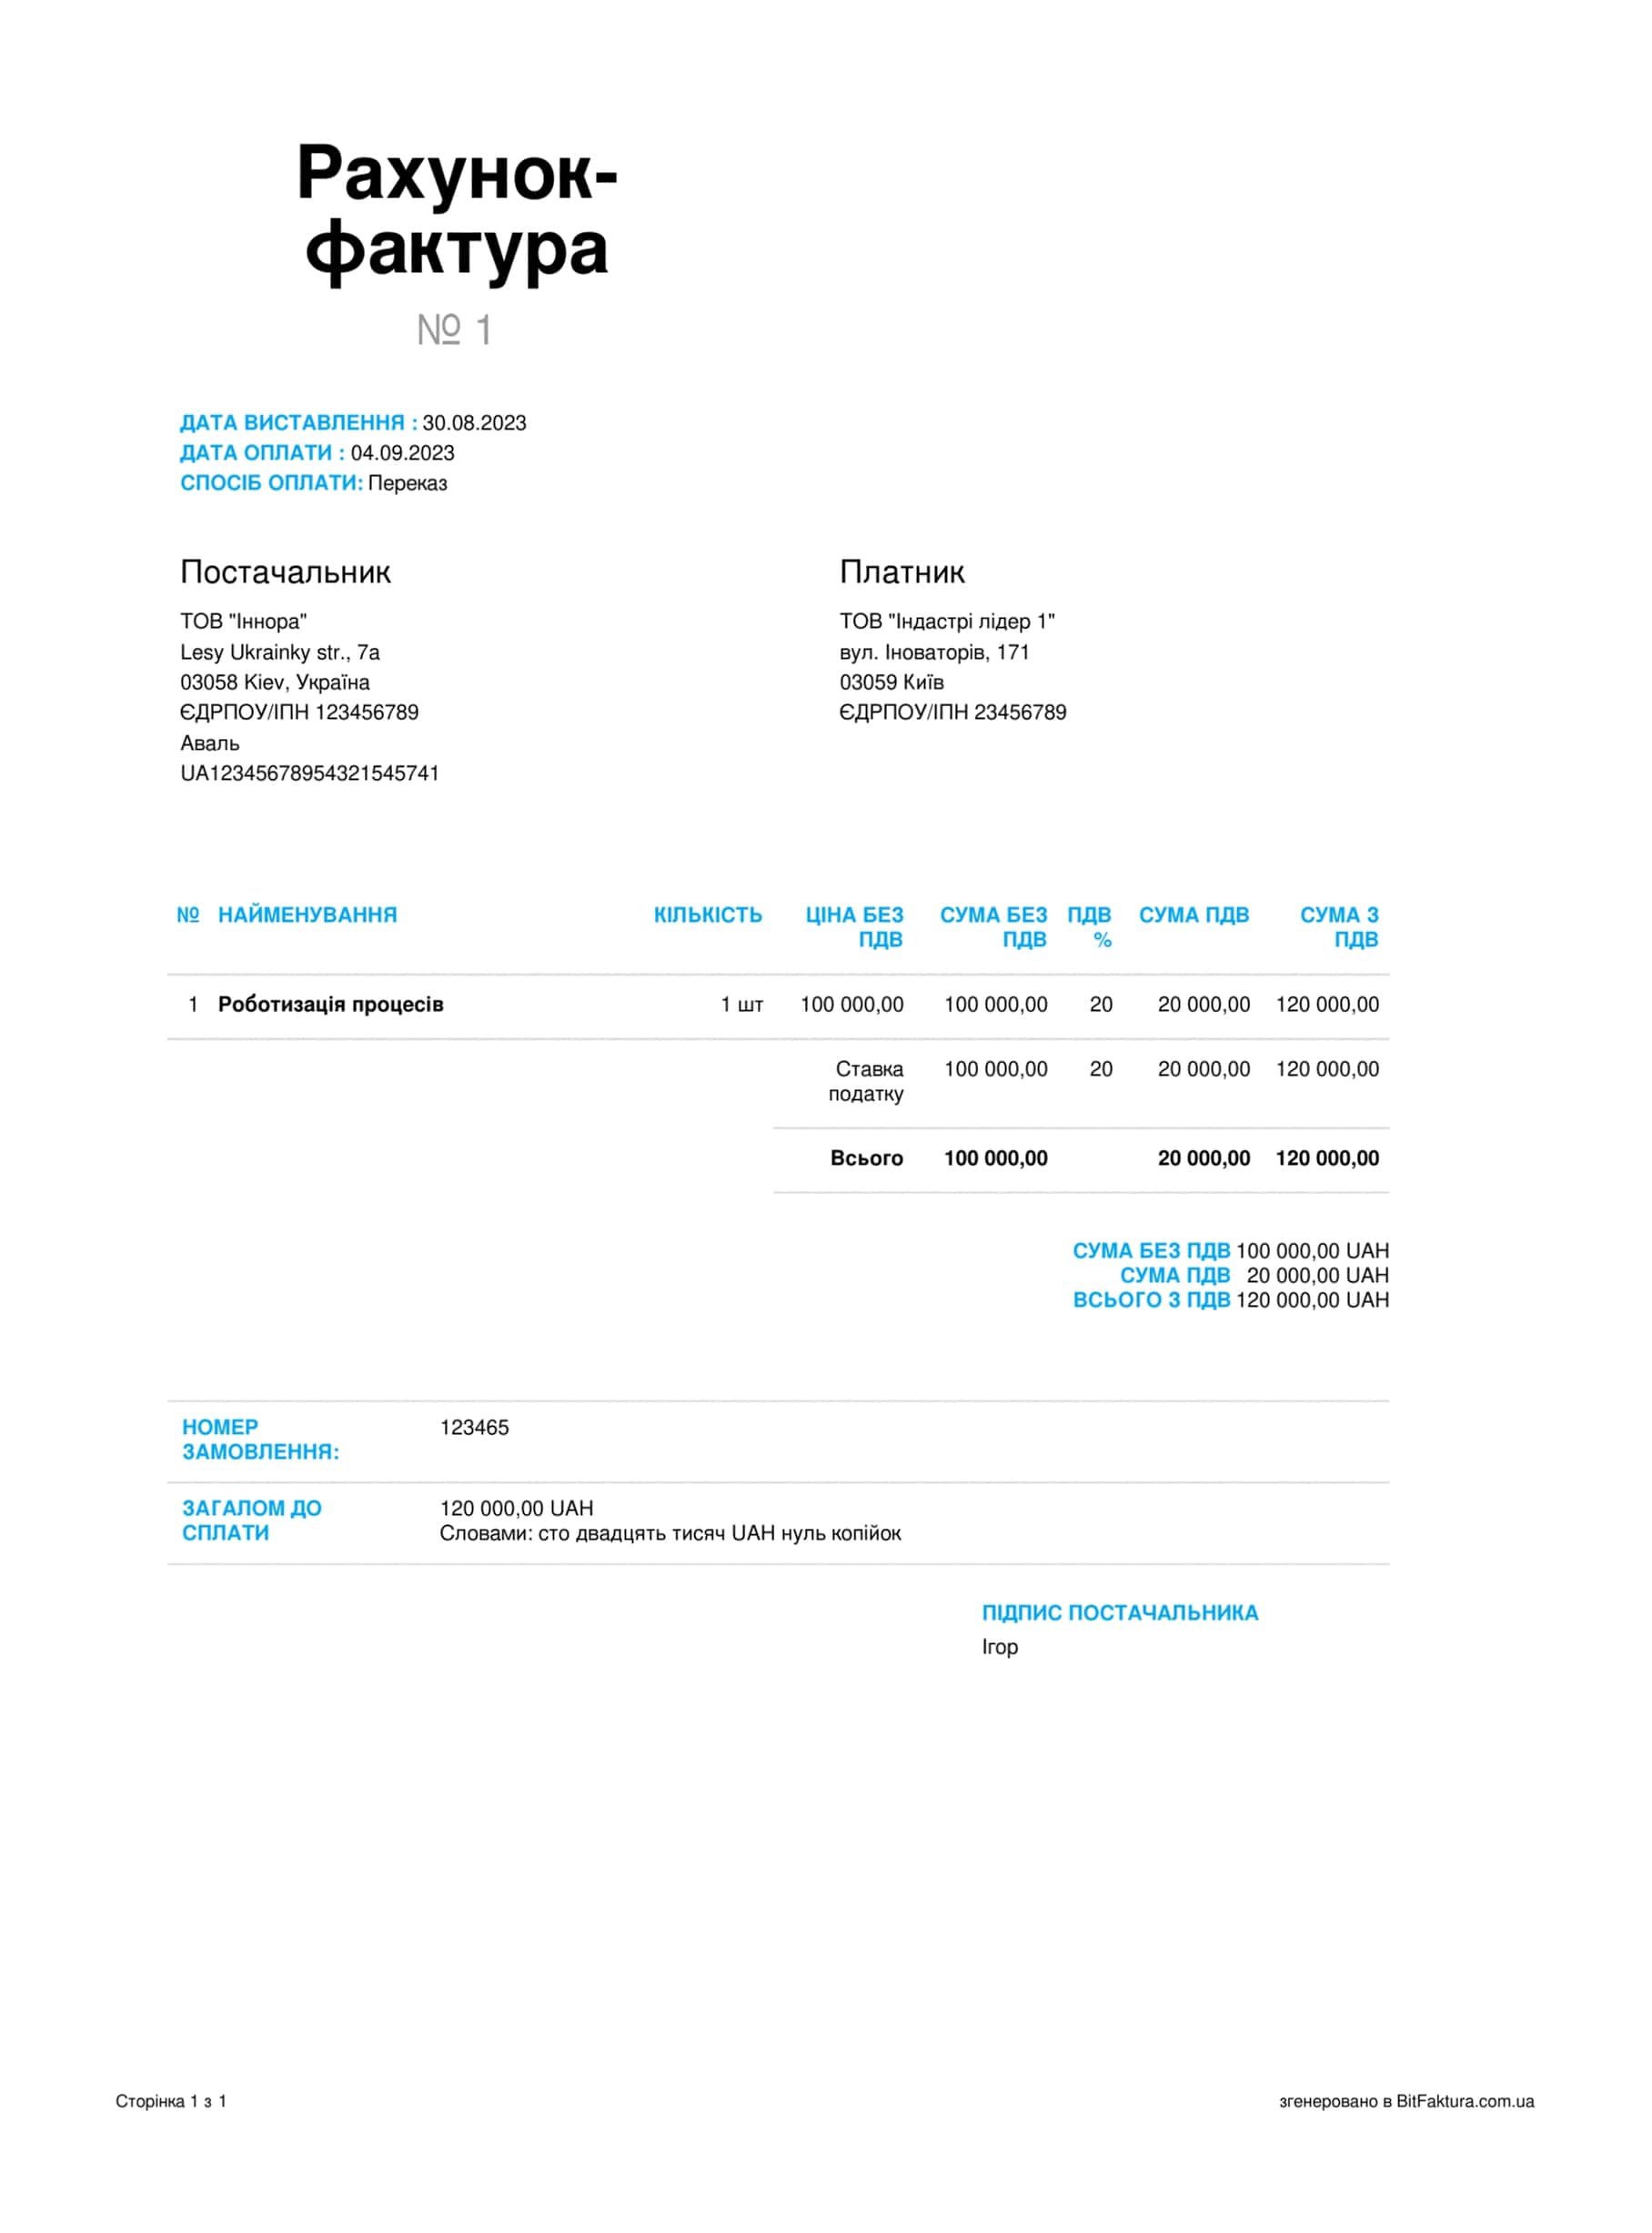 Рахунок-
фактура
№ 1
ДАТА ВИСТАВЛЕННЯ : 30.08.2023
ДАТА ОПЛАТИ : 04.09.2023
СПОСІБ ОПЛАТИ: Переказ
Постачальник
ТОВ "Іннора"
Lesy Ukrainky str., 7a
03058 Kiev, Україна
ЄДРПОУ/ІПН 123456789
Аваль
UA12345678954321545741
Платник
ТОВ "Індастрі лідер 1"
вул. Іноваторів, 171
03059 Київ
ЄДРПОУ/ІПН 23456789
№ НАЙМЕНУВАННЯ КІЛЬКІСТЬ ЦІНА БЕЗ СУМА БЕЗ ПДВ СУМА ПДВ СУМА З
ПДВ ПДВ % ПДВ
1 Роботизація процесів 1 шт 100 000,00 100 000,00 20 20 000,00 120 000,00
Ставка 100 000,00 20 20 000,00 120 000,00
податку
Всього 100 000,00 20 000,00 120 000,00
СУМА БЕЗ ПДВ 100 000,00 UAH
СУМА ПДВ 20 000,00 UAH
ВСЬОГО З ПДВ 120 000,00 UAH
НОМЕР 123465
ЗАМОВЛЕННЯ:
ЗАГАЛОМ ДО 120 000,00 UAH
СПЛАТИ Словами: сто двадцять тисяч UAH нуль копійок
ПІДПИС ПОСТАЧАЛЬНИКА
Ігор
Сторінка 1 з 1 згенеровано в BitFaktura.com.ua